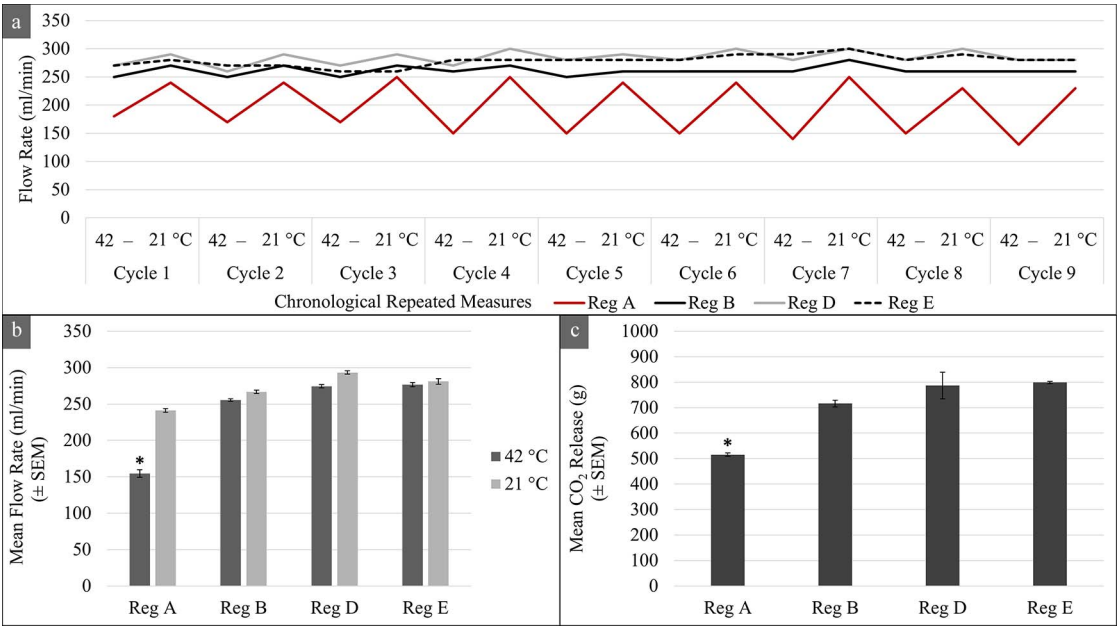 a
Flow Rate (ml/min)
350
300
250
200
150
100
50
0
42 – 21 °C 42 – 21 °C 42 – 21 °C 42 – 21 °C 42 – 21 °C 42 – 21 °C 42 – 21 °C 42 – 21 °C 42 – 21 °C
Cycle 1 Cycle 2 Cycle 3 Cycle 4 Cycle 5 Cycle 6 Cycle 7 Cycle 8 Cycle 9
Chronological Repeated Measures Reg A Reg B Reg D Reg E
b
Mean Flow Rate (ml/min)
(± SEM)
350
300
250
200
150
100
50
0
*
42 °C
21 °C
Reg A Reg B Reg D Reg E
c
Mean CO₂ Release (g)
(± SEM)
1000
900
800
700
600
500
400
300
200
100
0
*
Reg A Reg B Reg D Reg E